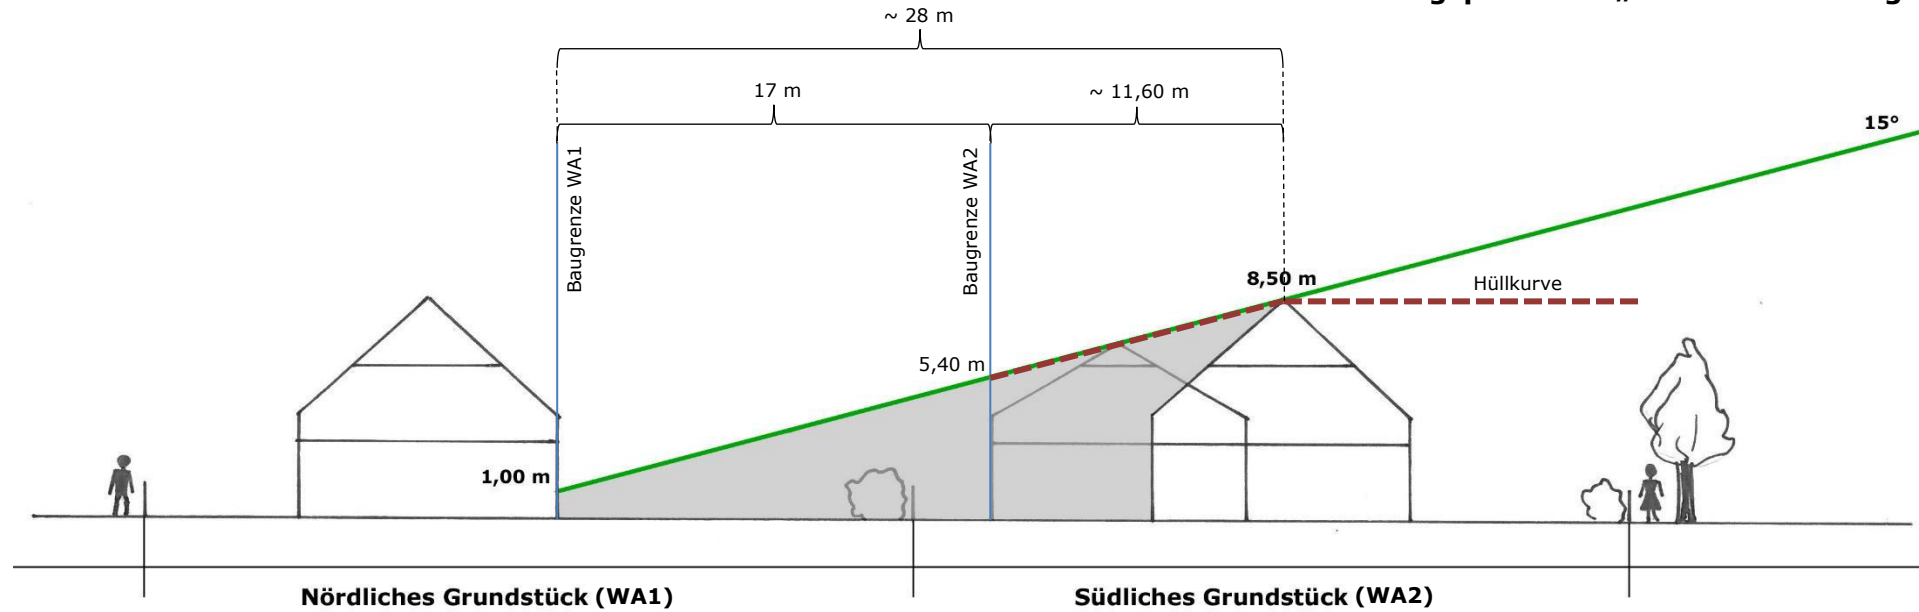 ~ 28 m
17 m
~ 11,60 m
15°
Baugrenze WA1
Baugrenze WA2
8,50 m
Hüllkurve
5,40 m
1,00 m
Nördliches Grundstück (WA1)
Südliches Grundstück (WA2)